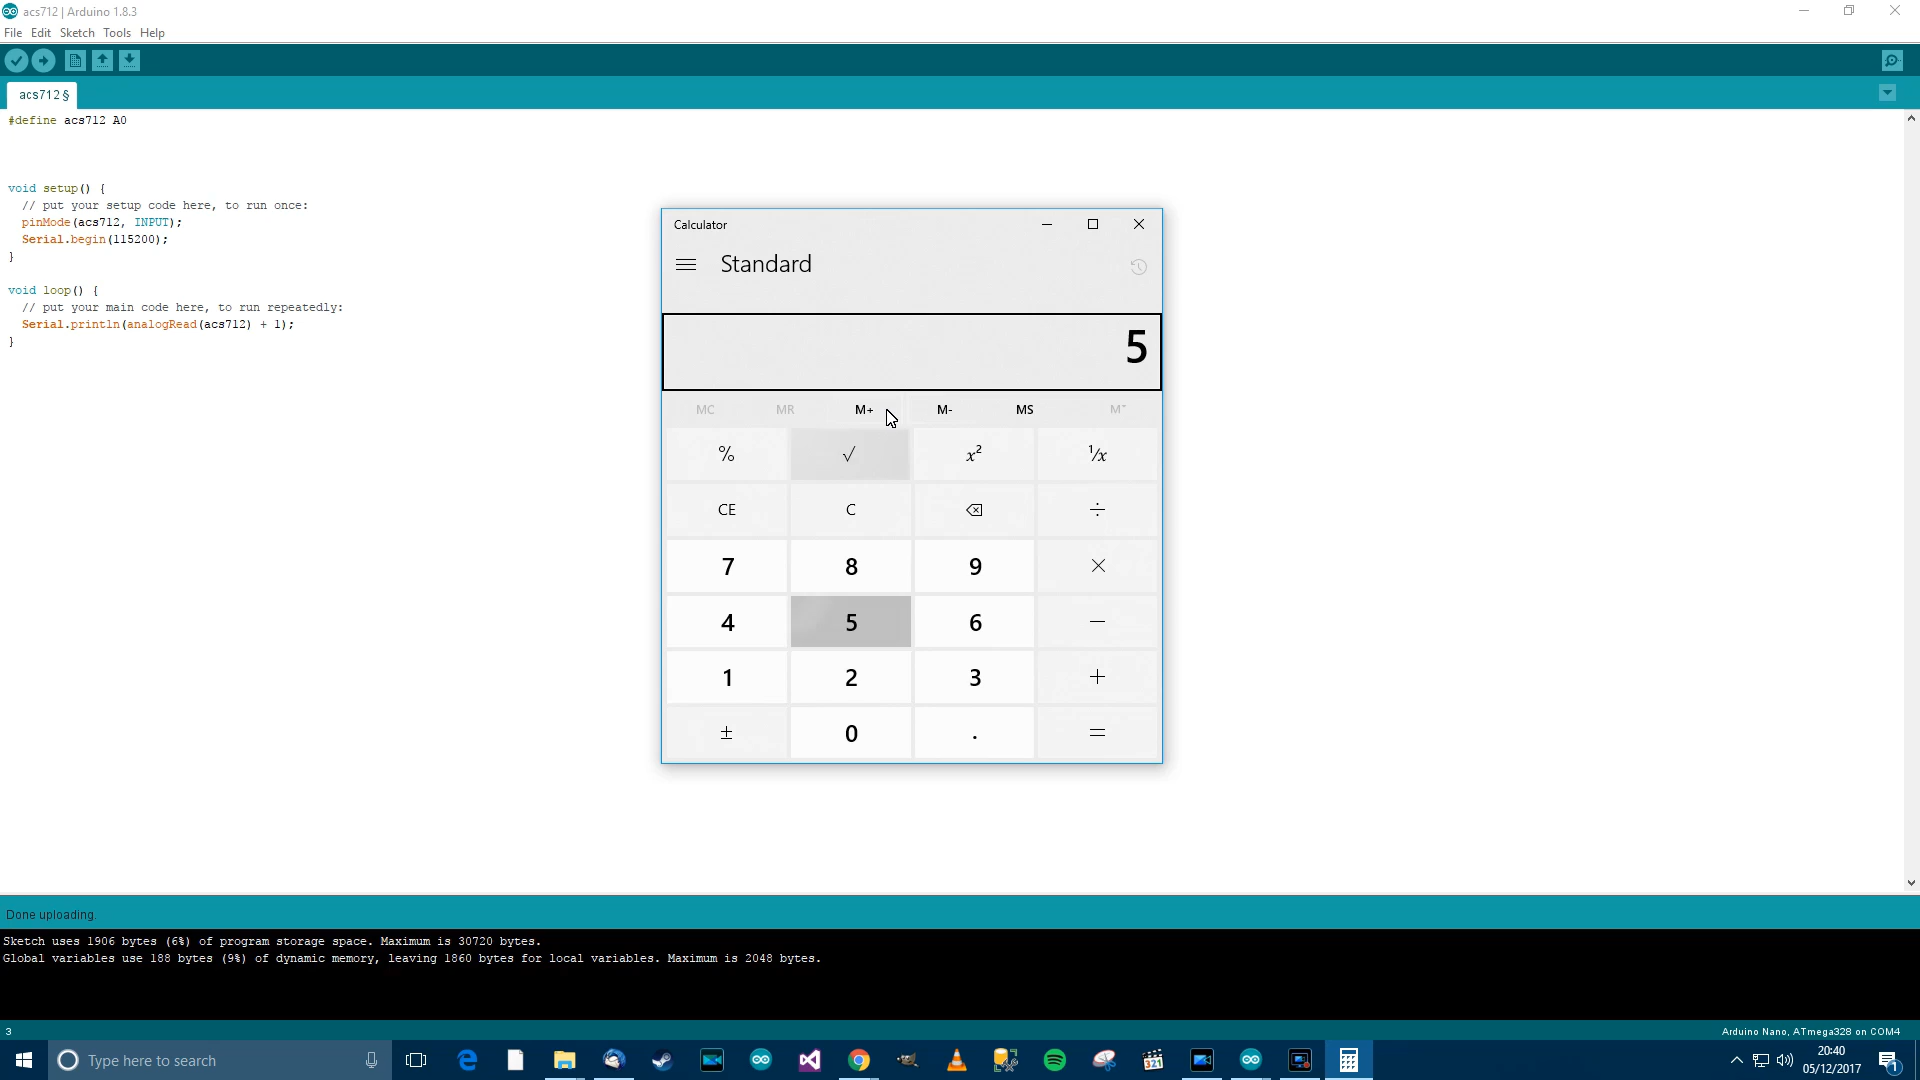 acs712 | Arduino 1.8.3
File Edit Sketch Tools Help
acs712 §
#define acs712 A0
void setup() {
// put your setup code here, to run once:
pinMode(acs712, INPUT);
Serial.begin(115200);
}
void loop() {
// put your main code here, to run repeatedly:
Serial.println(analogRead(acs712) + 1);
}
Calculator
Standard
5
MC MR M+ M- MS M˅
% √ x² ¹/x
CE C ÷
7 8 9 ×
4 5 6 −
1 2 3 +
± 0 . =
Done uploading.
Sketch uses 1906 bytes (6%) of program storage space. Maximum is 30720 bytes.
Global variables use 188 bytes (9%) of dynamic memory, leaving 1860 bytes for local variables. Maximum is 2048 bytes.
3 Arduino Nano, ATmega328 on COM4
Type here to search
321
20:40
05/12/2017
1